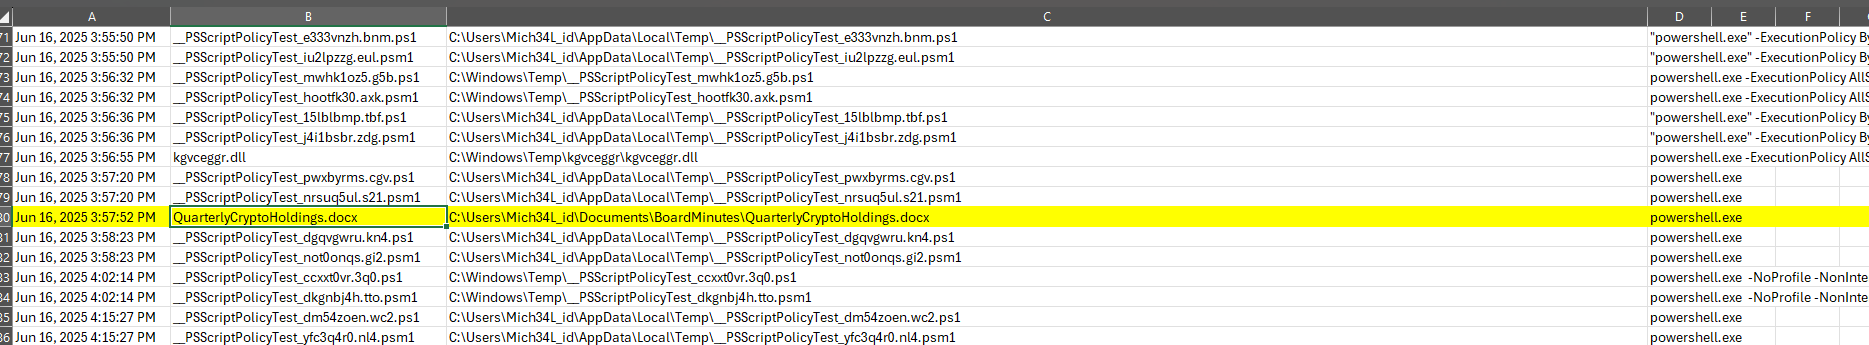 A B C D E F
71 Jun 16, 2025 3:55:50 PM __PSScriptPolicyTest_e333vnzh.bnm.ps1 C:\Users\Mich34L_id\AppData\Local\Temp\__PSScriptPolicyTest_e333vnzh.bnm.ps1 "powershell.exe" -ExecutionPolicy By
72 Jun 16, 2025 3:55:50 PM __PSScriptPolicyTest_iu2lpzzg.eul.psm1 C:\Users\Mich34L_id\AppData\Local\Temp\__PSScriptPolicyTest_iu2lpzzg.eul.psm1 "powershell.exe" -ExecutionPolicy By
73 Jun 16, 2025 3:56:32 PM __PSScriptPolicyTest_mwhk1oz5.g5b.ps1 C:\Windows\Temp\__PSScriptPolicyTest_mwhk1oz5.g5b.ps1 powershell.exe -ExecutionPolicy AllS
74 Jun 16, 2025 3:56:32 PM __PSScriptPolicyTest_hootfk30.axk.psm1 C:\Windows\Temp\__PSScriptPolicyTest_hootfk30.axk.psm1 powershell.exe -ExecutionPolicy AllS
75 Jun 16, 2025 3:56:36 PM __PSScriptPolicyTest_15lblbmp.tbf.ps1 C:\Users\Mich34L_id\AppData\Local\Temp\__PSScriptPolicyTest_15lblbmp.tbf.ps1 "powershell.exe" -ExecutionPolicy By
76 Jun 16, 2025 3:56:36 PM __PSScriptPolicyTest_j4i1bsbr.zdg.psm1 C:\Users\Mich34L_id\AppData\Local\Temp\__PSScriptPolicyTest_j4i1bsbr.zdg.psm1 "powershell.exe" -ExecutionPolicy By
77 Jun 16, 2025 3:56:55 PM kgvceggr.dll C:\Windows\Temp\kgvceggr\kgvceggr.dll powershell.exe -ExecutionPolicy AllS
78 Jun 16, 2025 3:57:20 PM __PSScriptPolicyTest_pwxbyrms.cgv.ps1 C:\Users\Mich34L_id\AppData\Local\Temp\__PSScriptPolicyTest_pwxbyrms.cgv.ps1 powershell.exe
79 Jun 16, 2025 3:57:20 PM __PSScriptPolicyTest_nrsuq5ul.s21.psm1 C:\Users\Mich34L_id\AppData\Local\Temp\__PSScriptPolicyTest_nrsuq5ul.s21.psm1 powershell.exe
80 Jun 16, 2025 3:57:52 PM QuarterlyCryptoHoldings.docx C:\Users\Mich34L_id\Documents\BoardMinutes\QuarterlyCryptoHoldings.docx powershell.exe
81 Jun 16, 2025 3:58:23 PM __PSScriptPolicyTest_dgqvgwru.kn4.ps1 C:\Users\Mich34L_id\AppData\Local\Temp\__PSScriptPolicyTest_dgqvgwru.kn4.ps1 powershell.exe
82 Jun 16, 2025 3:58:23 PM __PSScriptPolicyTest_not0onqs.gi2.psm1 C:\Users\Mich34L_id\AppData\Local\Temp\__PSScriptPolicyTest_not0onqs.gi2.psm1 powershell.exe
83 Jun 16, 2025 4:02:14 PM __PSScriptPolicyTest_ccxxt0vr.3q0.ps1 C:\Windows\Temp\__PSScriptPolicyTest_ccxxt0vr.3q0.ps1 powershell.exe -NoProfile -NonInte
84 Jun 16, 2025 4:02:14 PM __PSScriptPolicyTest_dkgnbj4h.tto.psm1 C:\Windows\Temp\__PSScriptPolicyTest_dkgnbj4h.tto.psm1 powershell.exe -NoProfile -NonInte
85 Jun 16, 2025 4:15:27 PM __PSScriptPolicyTest_dm54zoen.wc2.ps1 C:\Users\Mich34L_id\AppData\Local\Temp\__PSScriptPolicyTest_dm54zoen.wc2.ps1 powershell.exe
86 Jun 16, 2025 4:15:27 PM __PSScriptPolicyTest_yfc3q4r0.nl4.psm1 C:\Users\Mich34L_id\AppData\Local\Temp\__PSScriptPolicyTest_yfc3q4r0.nl4.psm1 powershell.exe